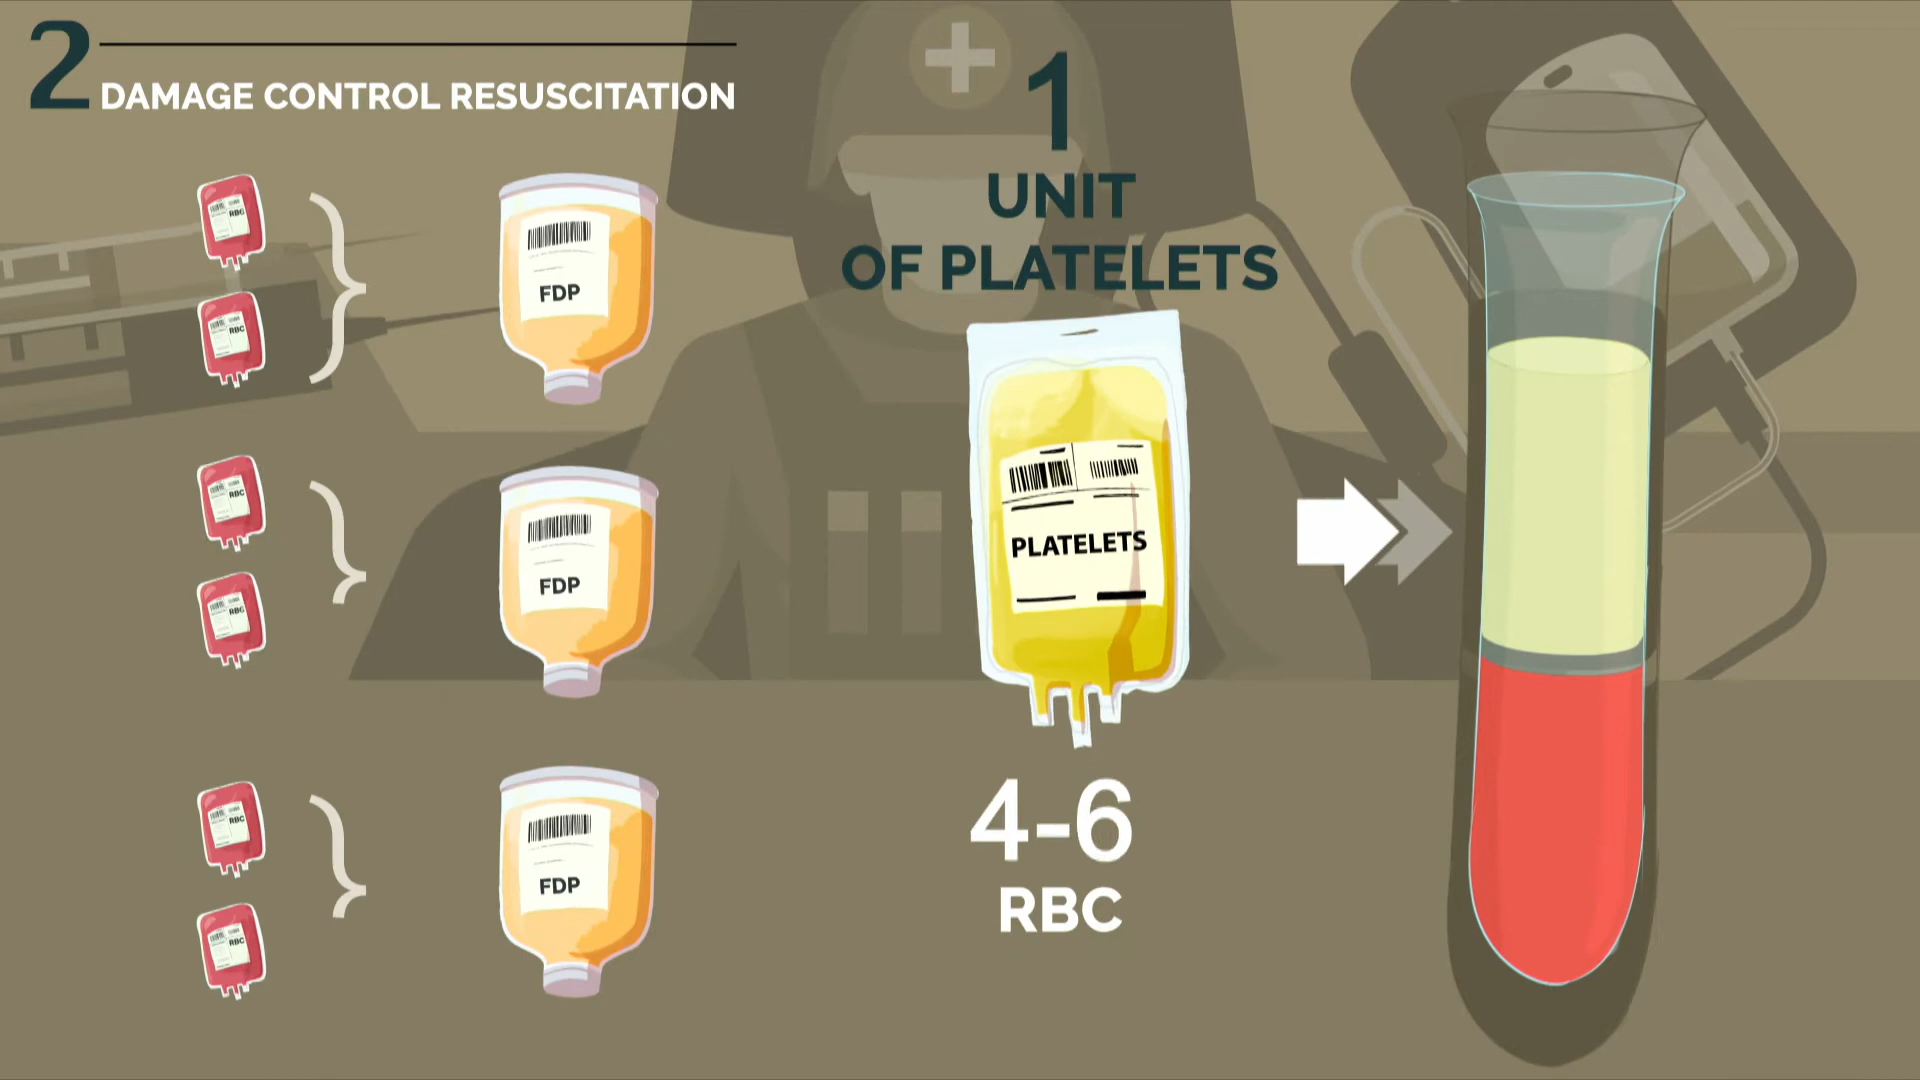 2
DAMAGE CONTROL RESUSCITATION
1
UNIT
OF PLATELETS
RBC
RBC
FDP
RBC
RBC
FDP
RBC
RBC
FDP
PLATELETS
4-6
RBC